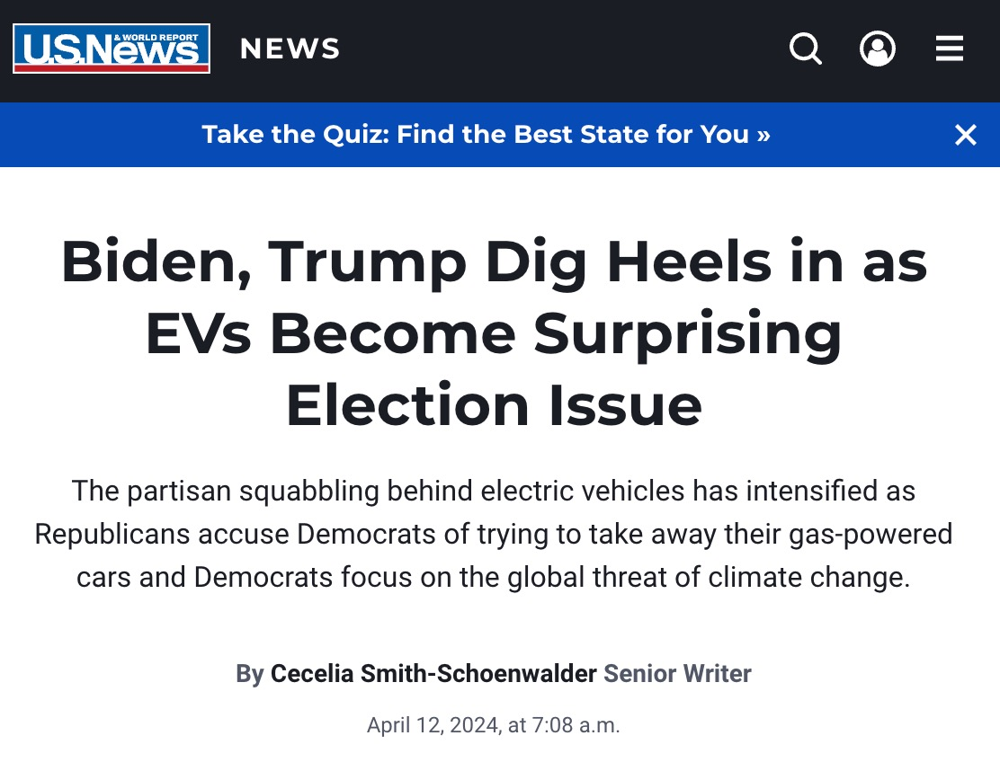 U.S.News & WORLD REPORT
NEWS
Take the Quiz: Find the Best State for You »
Biden, Trump Dig Heels in as
EVs Become Surprising
Election Issue
The partisan squabbling behind electric vehicles has intensified as
Republicans accuse Democrats of trying to take away their gas-powered
cars and Democrats focus on the global threat of climate change.
By Cecelia Smith-Schoenwalder Senior Writer
April 12, 2024, at 7:08 a.m.